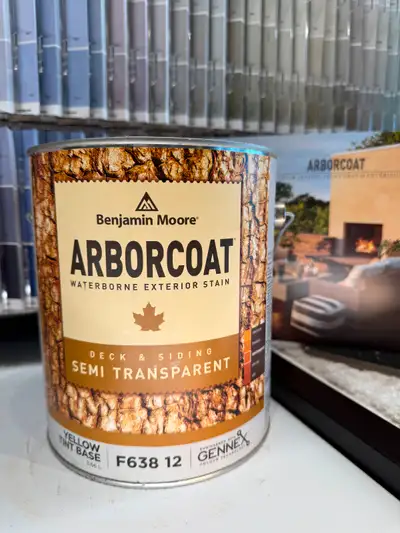 Benjamin Moore®
ARBORCOAT
WATERBORNE EXTERIOR STAIN
DECK & SIDING
SEMI TRANSPARENT
YELLOW
TINT BASE
F638 12
GENNEX
ARBORCOAT